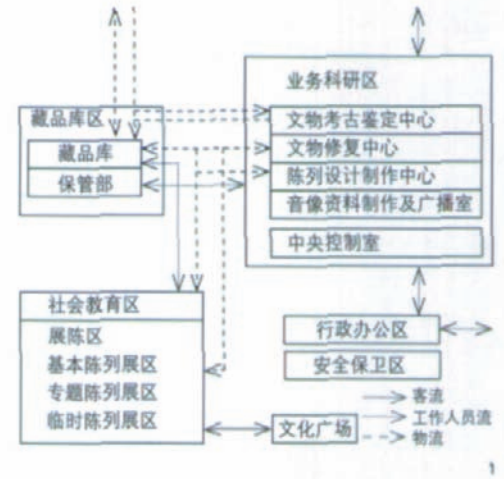 业务科研区
文物考古鉴定中心
文物修复中心
陈列设计制作中心
音像资料制作及广播室
中央控制室
藏品库区
藏品库
保管部
社会教育区
展陈区
基本陈列展区
专题陈列展区
临时陈列展区
行政办公区
安全保卫区
文化广场
客流
工作人员流
物流
1